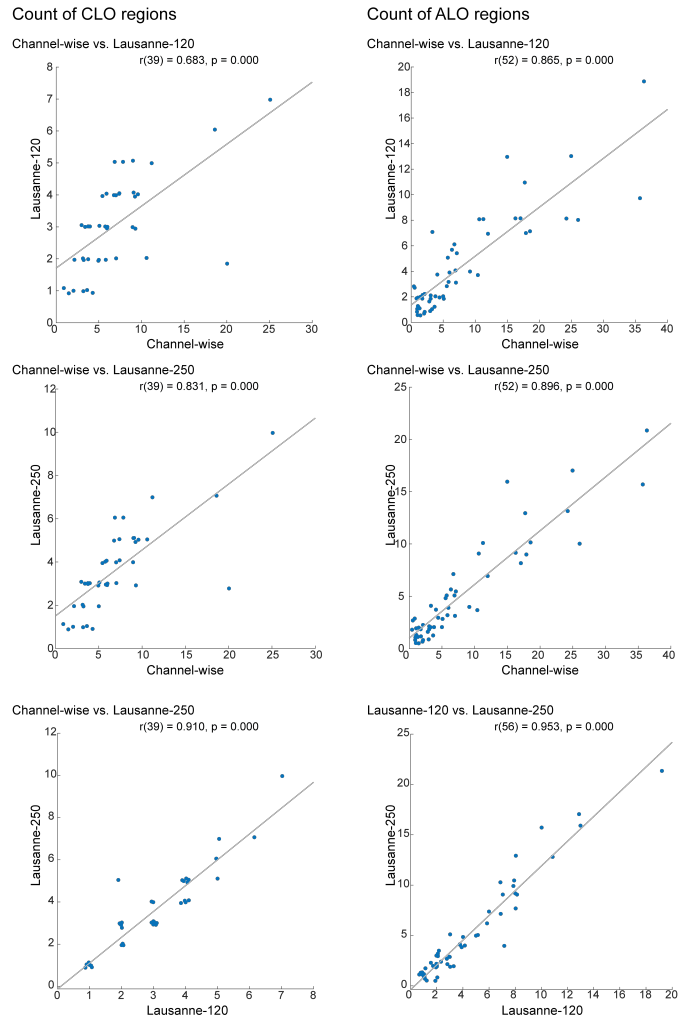 Count of CLO regions
Count of ALO regions
Channel-wise vs. Lausanne-120
r(39) = 0.683, p = 0.000
8
7
6
5
4
3
2
1
0
Lausanne-120
0 5 10 15 20 25 30
Channel-wise
Channel-wise vs. Lausanne-120
r(52) = 0.865, p = 0.000
20
18
16
14
12
10
8
6
4
2
0
Lausanne-120
0 5 10 15 20 25 30 35 40
Channel-wise
Channel-wise vs. Lausanne-250
r(39) = 0.831, p = 0.000
12
10
8
6
4
2
0
Lausanne-250
0 5 10 15 20 25 30
Channel-wise
Channel-wise vs. Lausanne-250
r(52) = 0.896, p = 0.000
25
20
15
10
5
0
Lausanne-250
0 5 10 15 20 25 30 35 40
Channel-wise
Channel-wise vs. Lausanne-250
r(39) = 0.910, p = 0.000
12
10
8
6
4
2
0
Lausanne-250
0 1 2 3 4 5 6 7 8
Lausanne-120
Lausanne-120 vs. Lausanne-250
r(56) = 0.953, p = 0.000
25
20
15
10
5
0
Lausanne-250
0 2 4 6 8 10 12 14 16 18 20
Lausanne-120